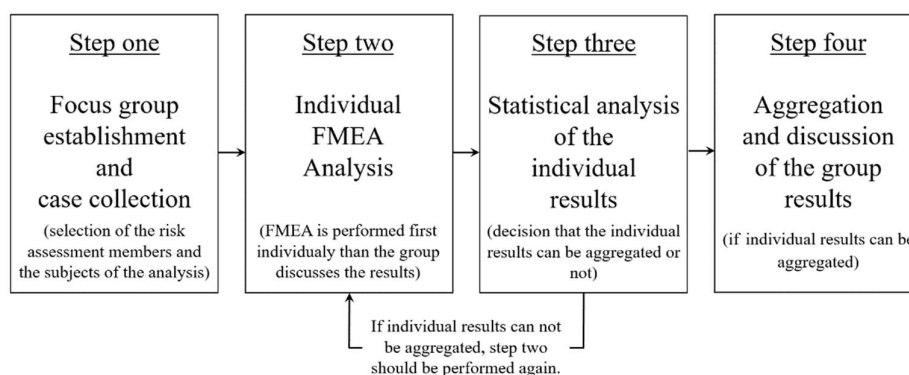 Step one
Focus group
establishment
and
case collection
(selection of the risk
assessment members and
the subjects of the analysis)
Step two
Individual
FMEA
Analysis
(FMEA is performed first
individualy than the group
discusses the results)
Step three
Statistical analysis
of the
individual
results
(decision that the individual
results can be aggregated or
not)
Step four
Aggregation
and discussion
of the group
results
(if individual results can be
aggregated)
If individual results can not
be aggregated, step two
should be performed again.